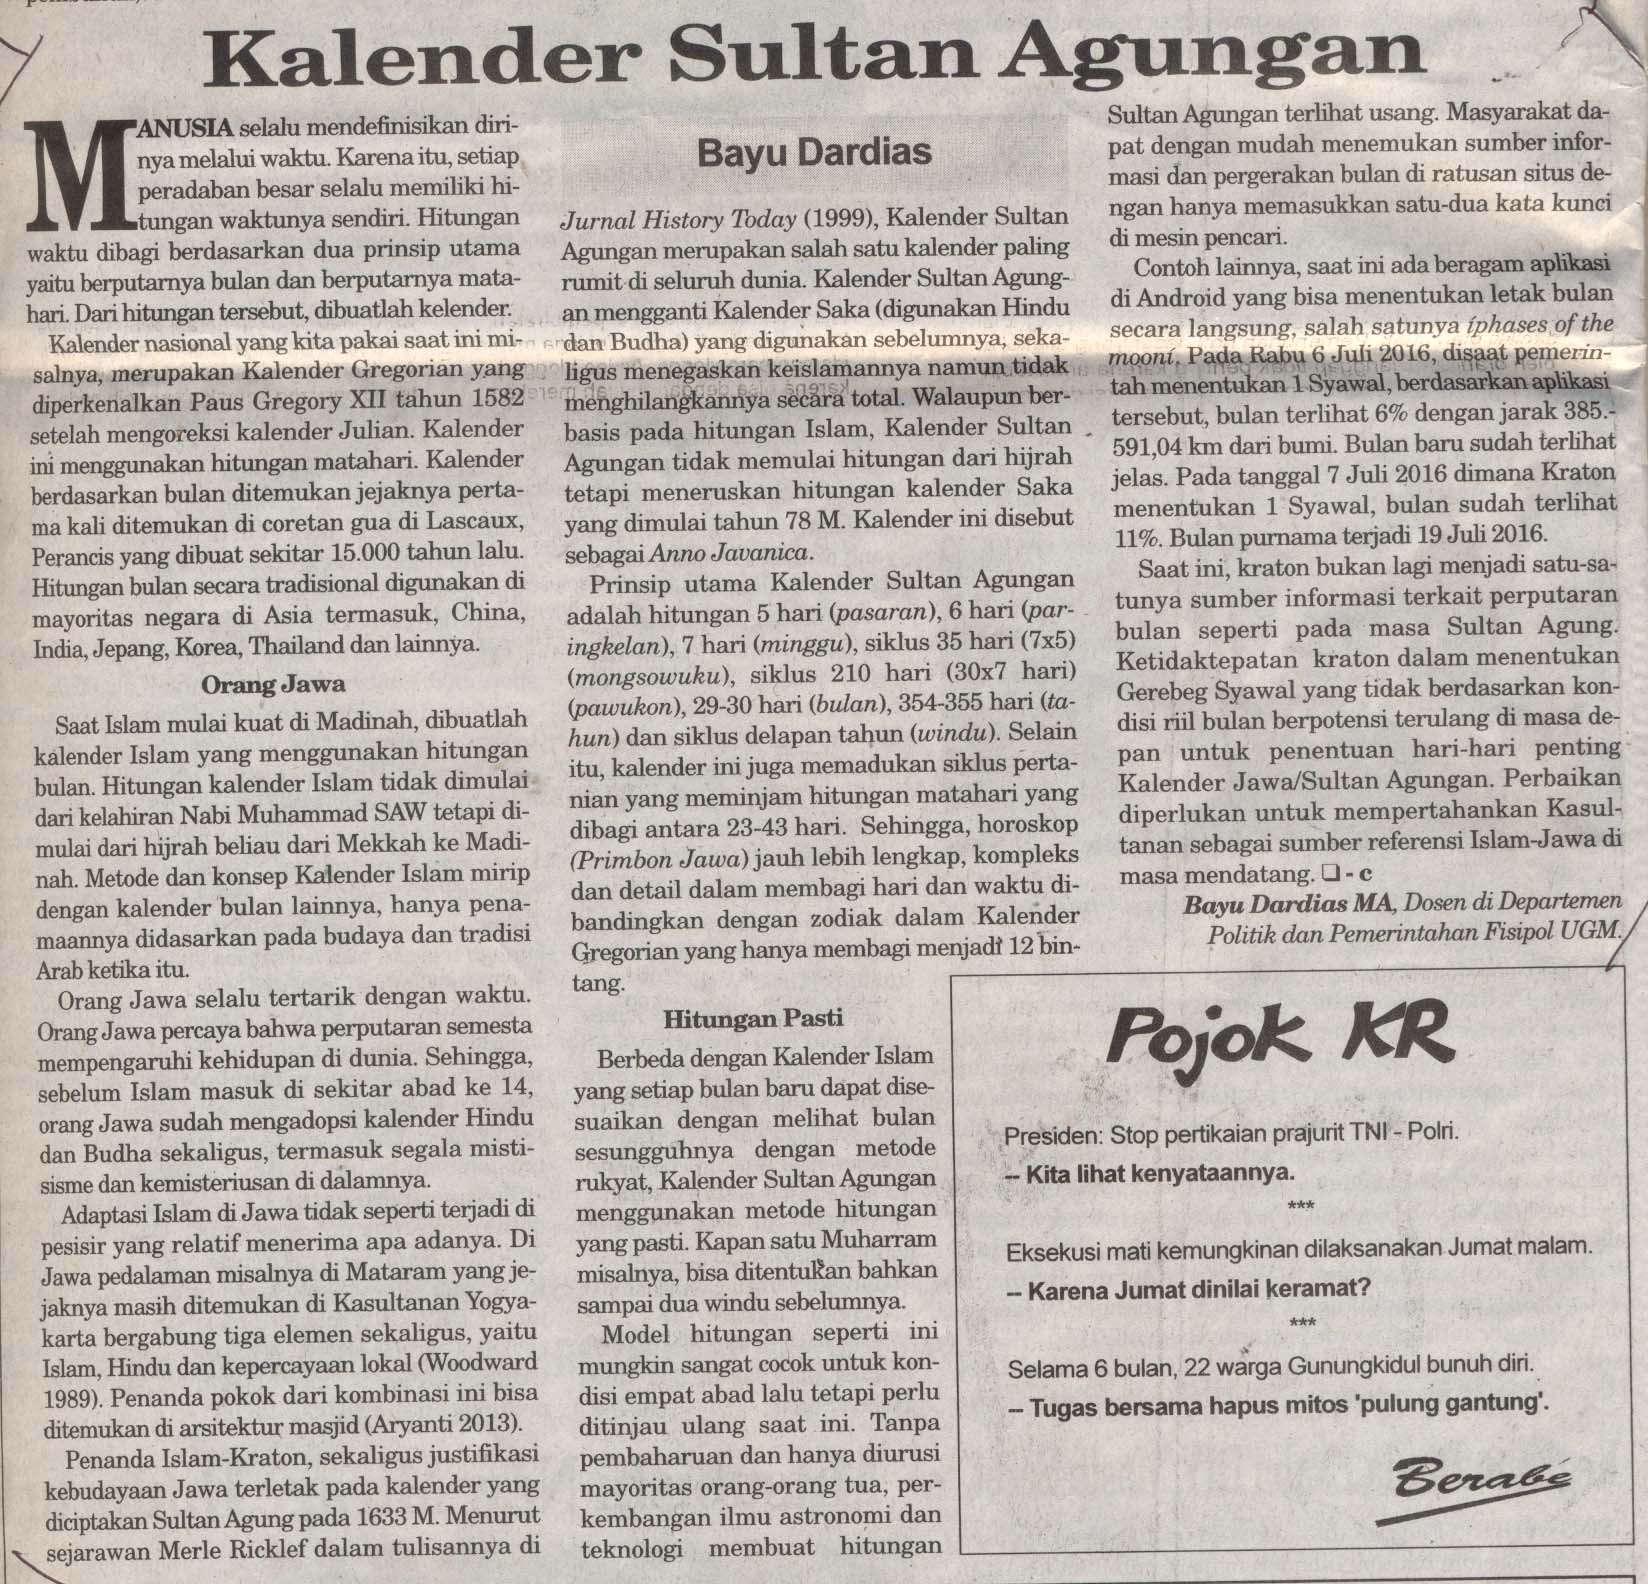 Kalender Sultan Agungan
MANUSIA selalu mendefinisikan diri-
nya melalui waktu. Karena itu, setiap
peradaban besar selalu memiliki hi-
tungan waktunya sendiri. Hitungan
waktu dibagi berdasarkan dua prinsip utama
yaitu berputarnya bulan dan berputarnya mata-
hari. Dari hitungan tersebut, dibuatlah kelender.
Kalender nasional yang kita pakai saat ini mi-
salnya, merupakan Kalender Gregorian yang
diperkenalkan Paus Gregory XII tahun 1582
setelah mengoreksi kalender Julian. Kalender
ini menggunakan hitungan matahari. Kalender
berdasarkan bulan ditemukan jejaknya perta-
ma kali ditemukan di coretan gua di Lascaux,
Perancis yang dibuat sekitar 15.000 tahun lalu.
Hitungan bulan secara tradisional digunakan di
mayoritas negara di Asia termasuk, China,
India, Jepang, Korea, Thailand dan lainnya.
Orang Jawa
Saat Islam mulai kuat di Madinah, dibuatlah
kalender Islam yang menggunakan hitungan
bulan. Hitungan kalender Islam tidak dimulai
dari kelahiran Nabi Muhammad SAW tetapi di-
mulai dari hijrah beliau dari Mekkah ke Madi-
nah. Metode dan konsep Kalender Islam mirip
dengan kalender bulan lainnya, hanya pena-
maannya didasarkan pada budaya dan tradisi
Arab ketika itu.
Orang Jawa selalu tertarik dengan waktu.
Orang Jawa percaya bahwa perputaran semesta
mempengaruhi kehidupan di dunia. Sehingga,
sebelum Islam masuk di sekitar abad ke 14,
orang Jawa sudah mengadopsi kalender Hindu
dan Budha sekaligus, termasuk segala misti-
sisme dan kemisteriusan di dalamnya.
Adaptasi Islam di Jawa tidak seperti terjadi di
pesisir yang relatif menerima apa adanya. Di
Jawa pedalaman misalnya di Mataram yang je-
jaknya masih ditemukan di Kasultanan Yogya-
karta bergabung tiga elemen sekaligus, yaitu
Islam, Hindu dan kepercayaan lokal (Woodward
1989). Penanda pokok dari kombinasi ini bisa
ditemukan di arsitektur masjid (Aryanti 2013).
Penanda Islam-Kraton, sekaligus justifikasi
kebudayaan Jawa terletak pada kalender yang
diciptakan Sultan Agung pada 1633 M. Menurut
sejarawan Merle Ricklef dalam tulisannya di
Bayu Dardias
Jurnal History Today (1999), Kalender Sultan
Agungan merupakan salah satu kalender paling
rumit di seluruh dunia. Kalender Sultan Agung-
an mengganti Kalender Saka (digunakan Hindu
dan Budha) yang digunakan sebelumnya, seka-
ligus menegaskan keislamannya namun tidak
menghilangkannya secara total. Walaupun ber-
basis pada hitungan Islam, Kalender Sultan
Agungan tidak memulai hitungan dari hijrah
tetapi meneruskan hitungan kalender Saka
yang dimulai tahun 78 M. Kalender ini disebut
sebagai Anno Javanica.
Prinsip utama Kalender Sultan Agungan
adalah hitungan 5 hari (pasaran), 6 hari (par-
ingkelan), 7 hari (minggu), siklus 35 hari (7x5)
(mongsowuku), siklus 210 hari (30x7 hari)
(pawukon), 29-30 hari (bulan), 354-355 hari (ta-
hun) dan siklus delapan tahun (windu). Selain
itu, kalender ini juga memadukan siklus perta-
nian yang meminjam hitungan matahari yang
dibagi antara 23-43 hari. Sehingga, horoskop
(Primbon Jawa) jauh lebih lengkap, kompleks
dan detail dalam membagi hari dan waktu di-
bandingkan dengan zodiak dalam Kalender
Gregorian yang hanya membagi menjadi 12 bin-
tang.
Hitungan Pasti
Berbeda dengan Kalender Islam
yang setiap bulan baru dapat dise-
suaikan dengan melihat bulan
sesungguhnya dengan metode
rukyat, Kalender Sultan Agungan
menggunakan metode hitungan
yang pasti. Kapan satu Muharram
misalnya, bisa ditentukan bahkan
sampai dua windu sebelumnya.
Model hitungan seperti ini
mungkin sangat cocok untuk kon-
disi empat abad lalu tetapi perlu
ditinjau ulang saat ini. Tanpa
pembaharuan dan hanya diurusi
mayoritas orang-orang tua, per-
kembangan ilmu astronomi dan
teknologi membuat hitungan
Sultan Agungan terlihat usang. Masyarakat da-
pat dengan mudah menemukan sumber infor-
masi dan pergerakan bulan di ratusan situs de-
ngan hanya memasukkan satu-dua kata kunci
di mesin pencari.
Contoh lainnya, saat ini ada beragam aplikasi
di Android yang bisa menentukan letak bulan
secara langsung, salah satunya íphases of the
mooní. Pada Rabu 6 Juli 2016, disaat pemerin-
tah menentukan 1 Syawal, berdasarkan aplikasi
tersebut, bulan terlihat 6% dengan jarak 385.-
591,04 km dari bumi. Bulan baru sudah terlihat
jelas. Pada tanggal 7 Juli 2016 dimana Kraton
menentukan 1 Syawal, bulan sudah terlihat
11%. Bulan purnama terjadi 19 Juli 2016.
Saat ini, kraton bukan lagi menjadi satu-sa-
tunya sumber informasi terkait perputaran
bulan seperti pada masa Sultan Agung.
Ketidaktepatan kraton dalam menentukan
Gerebeg Syawal yang tidak berdasarkan kon-
disi riil bulan berpotensi terulang di masa de-
pan untuk penentuan hari-hari penting
Kalender Jawa/Sultan Agungan. Perbaikan
diperlukan untuk mempertahankan Kasul-
tanan sebagai sumber referensi Islam-Jawa di
masa mendatang. ❏ - c
Bayu Dardias MA, Dosen di Departemen
Politik dan Pemerintahan Fisipol UGM.
Pojok KR
Presiden: Stop pertikaian prajurit TNI - Polri.
-- Kita lihat kenyataannya.
***
Eksekusi mati kemungkinan dilaksanakan Jumat malam.
-- Karena Jumat dinilai keramat?
***
Selama 6 bulan, 22 warga Gunungkidul bunuh diri.
-- Tugas bersama hapus mitos 'pulung gantung'.
Berabé